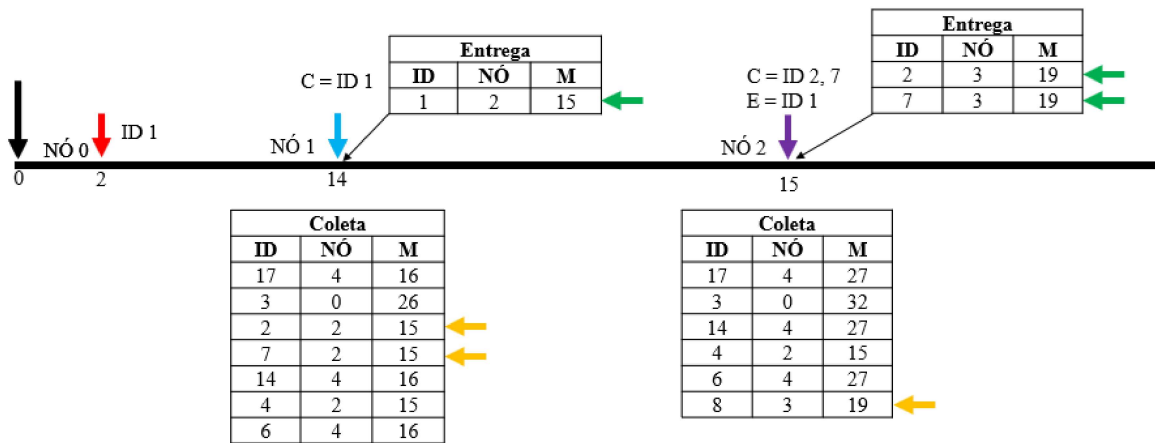 Entrega
ID NÓ M
1 2 15
Entrega
ID NÓ M
2 3 19
7 3 19
C = ID 1
C = ID 2, 7
E = ID 1
NÓ 0
ID 1
NÓ 1
NÓ 2
0
2
14
15
Coleta
ID NÓ M
17 4 16
3 0 26
2 2 15
7 2 15
14 4 16
4 2 15
6 4 16
Coleta
ID NÓ M
17 4 27
3 0 32
14 4 27
4 2 15
6 4 27
8 3 19